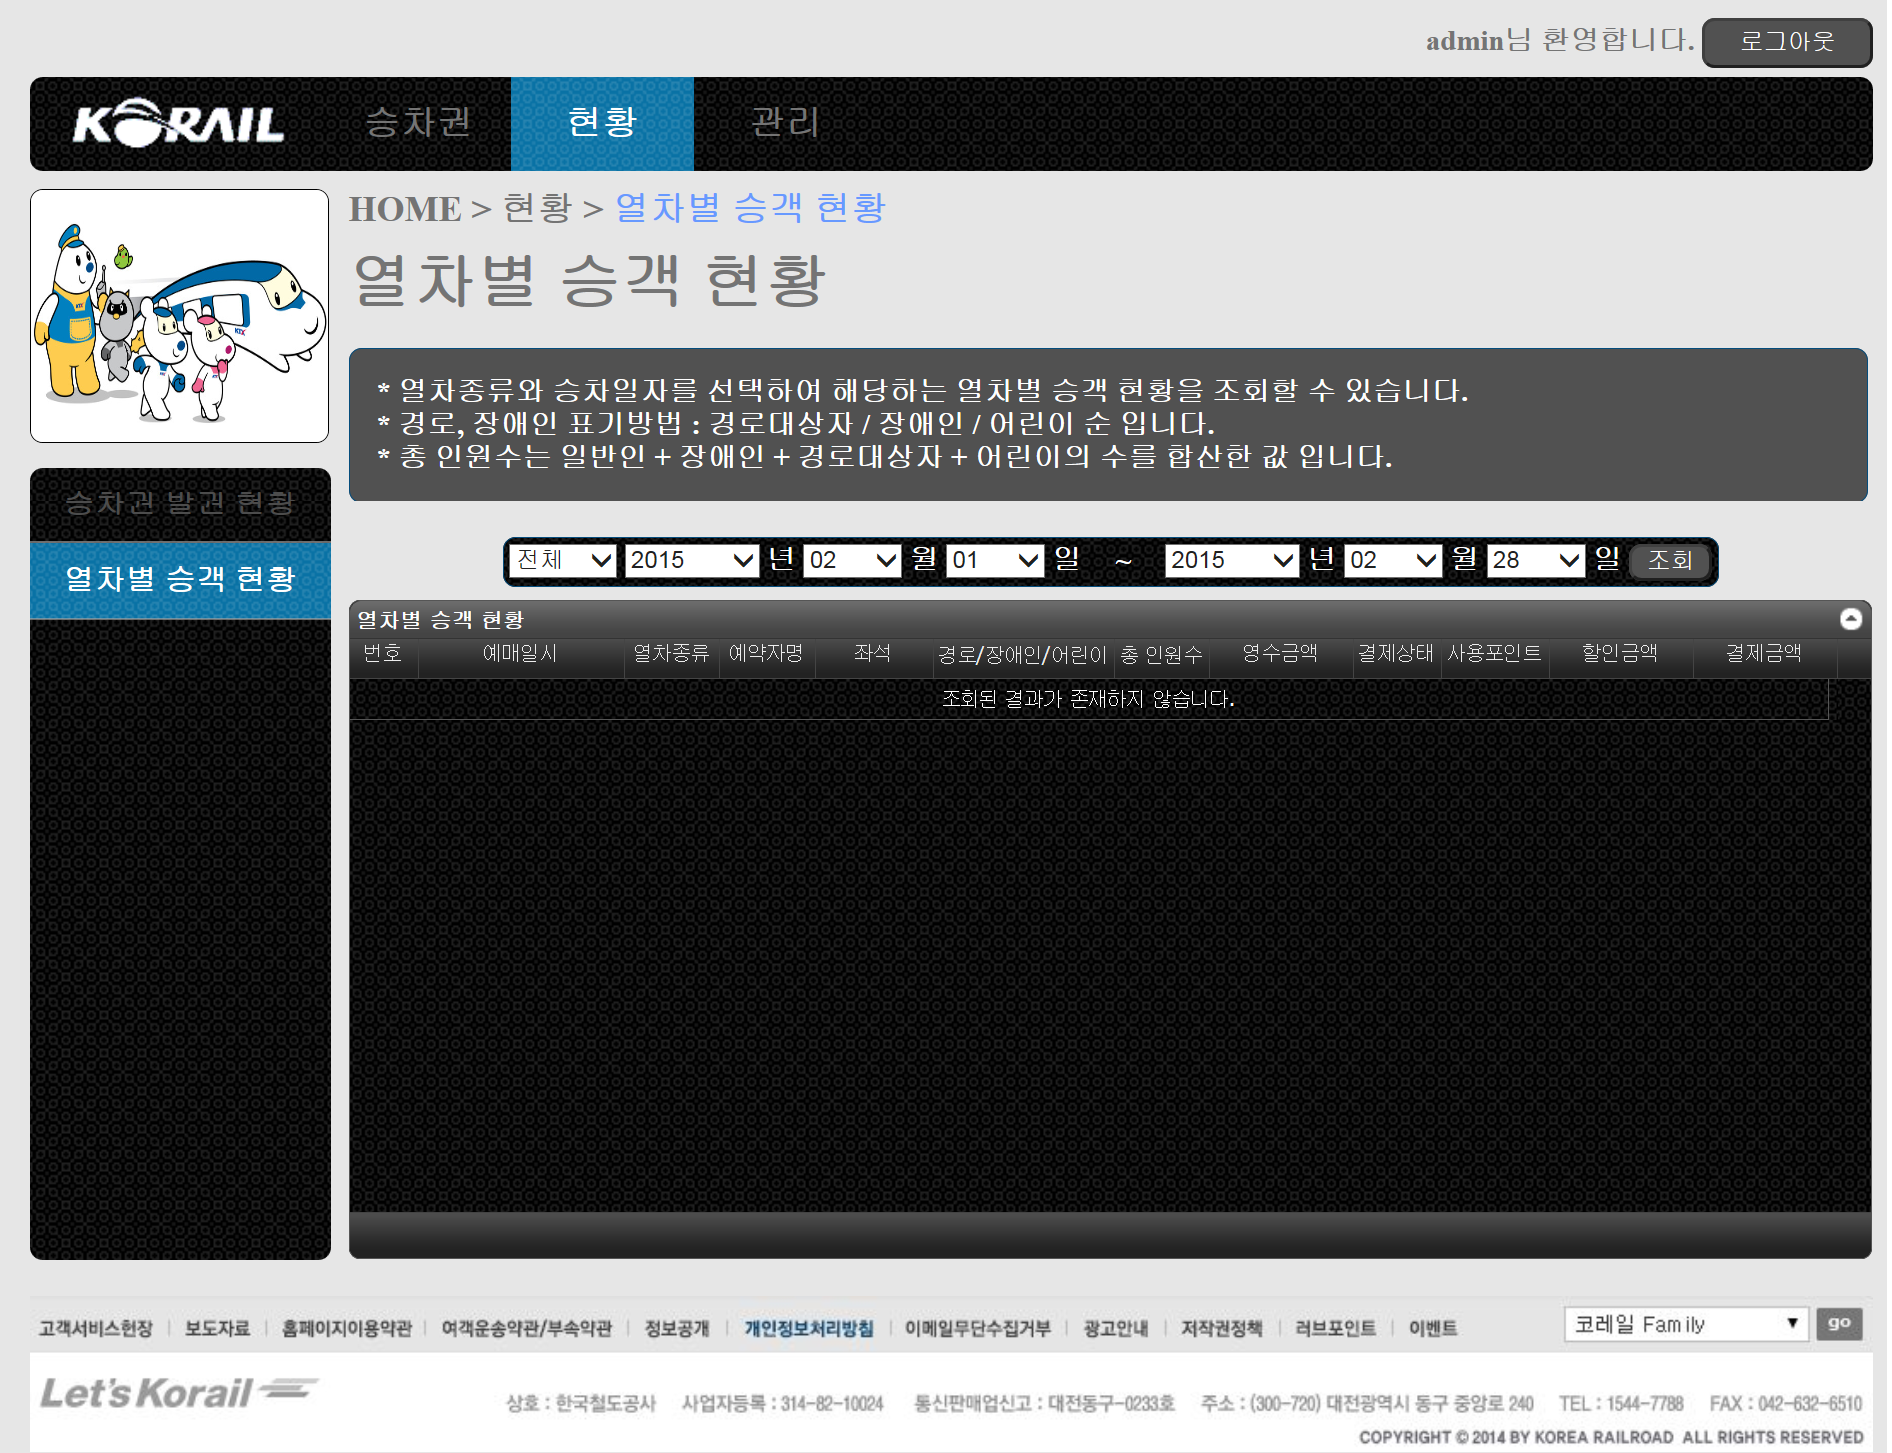 admin님 환영합니다. 로그아웃
KORAIL 승차권 현황 관리
HOME > 현황 > 열차별 승객 현황
열차별 승객 현황
* 열차종류와 승차일자를 선택하여 해당하는 열차별 승객 현황을 조회할 수 있습니다.
* 경로, 장애인 표기방법 : 경로대상자 / 장애인 / 어린이 순 입니다.
* 총 인원수는 일반인 + 장애인 + 경로대상자 + 어린이의 수를 합산한 값 입니다.
승차권 발권 현황
열차별 승객 현황
전체 2015 년 02 월 01 일 ~ 2015 년 02 월 28 일 조회
열차별 승객 현황
번호 예매일시 열차종류 예약자명 좌석 경로/장애인/어린이 총 인원수 영수금액 결제상태 사용포인트 할인금액 결제금액
조회된 결과가 존재하지 않습니다.
고객서비스헌장 | 보도자료 | 홈페이지이용약관 | 여객운송약관/부속약관 | 정보공개 | 개인정보처리방침 | 이메일무단수집거부 | 광고안내 | 저작권정책 | 러브포인트 | 이벤트 코레일 Family go
Let's Korail 상호 : 한국철도공사 사업자등록 : 314-82-10024 통신판매업신고 : 대전동구-0233호 주소 : (300-720) 대전광역시 동구 중앙로 240 TEL : 1544-7788 FAX : 042-632-6510
COPYRIGHT © 2014 BY KOREA RAILROAD ALL RIGHTS RESERVED